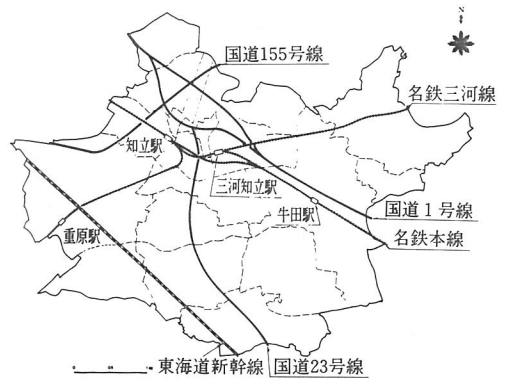 N
国道155号線
名鉄三河線
知立駅
三河知立駅
牛田駅
国道1号線
重原駅
名鉄本線
東海道新幹線
国道23号線